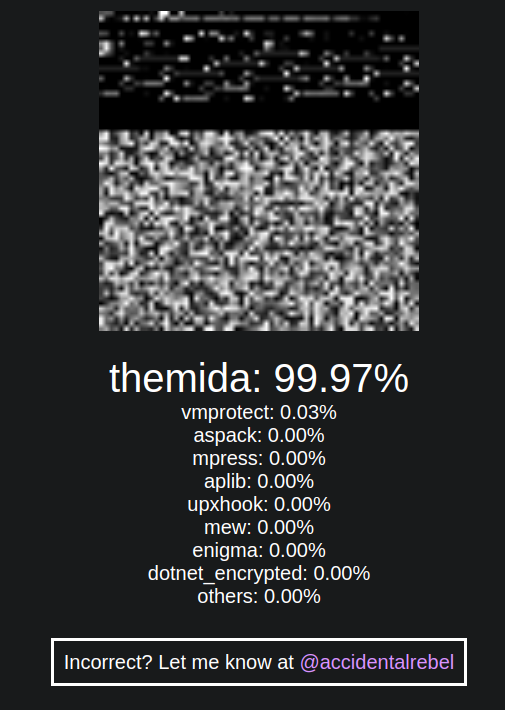 themida: 99.97%
vmprotect: 0.03%
aspack: 0.00%
mpress: 0.00%
aplib: 0.00%
upxhook: 0.00%
mew: 0.00%
enigma: 0.00%
dotnet_encrypted: 0.00%
others: 0.00%
Incorrect? Let me know at @accidentalrebel